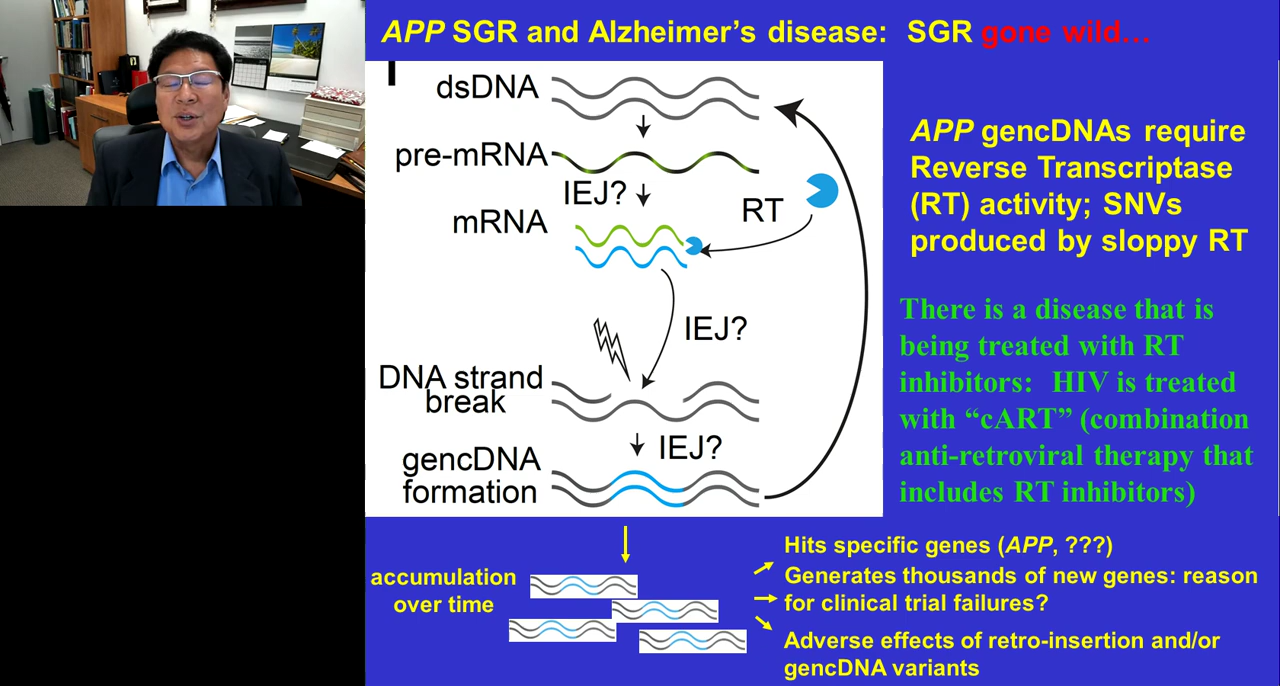 APP SGR and Alzheimer’s disease: SGR gone wild…
dsDNA
pre-mRNA
IEJ?
mRNA
RT
IEJ?
DNA strand
break
IEJ?
gencDNA
formation
APP gencDNAs require
Reverse Transcriptase
(RT) activity; SNVs
produced by sloppy RT
There is a disease that is
being treated with RT
inhibitors: HIV is treated
with “cART” (combination
anti-retroviral therapy that
includes RT inhibitors)
accumulation
over time
Hits specific genes (APP, ???)
Generates thousands of new genes: reason
for clinical trial failures?
Adverse effects of retro-insertion and/or
gencDNA variants